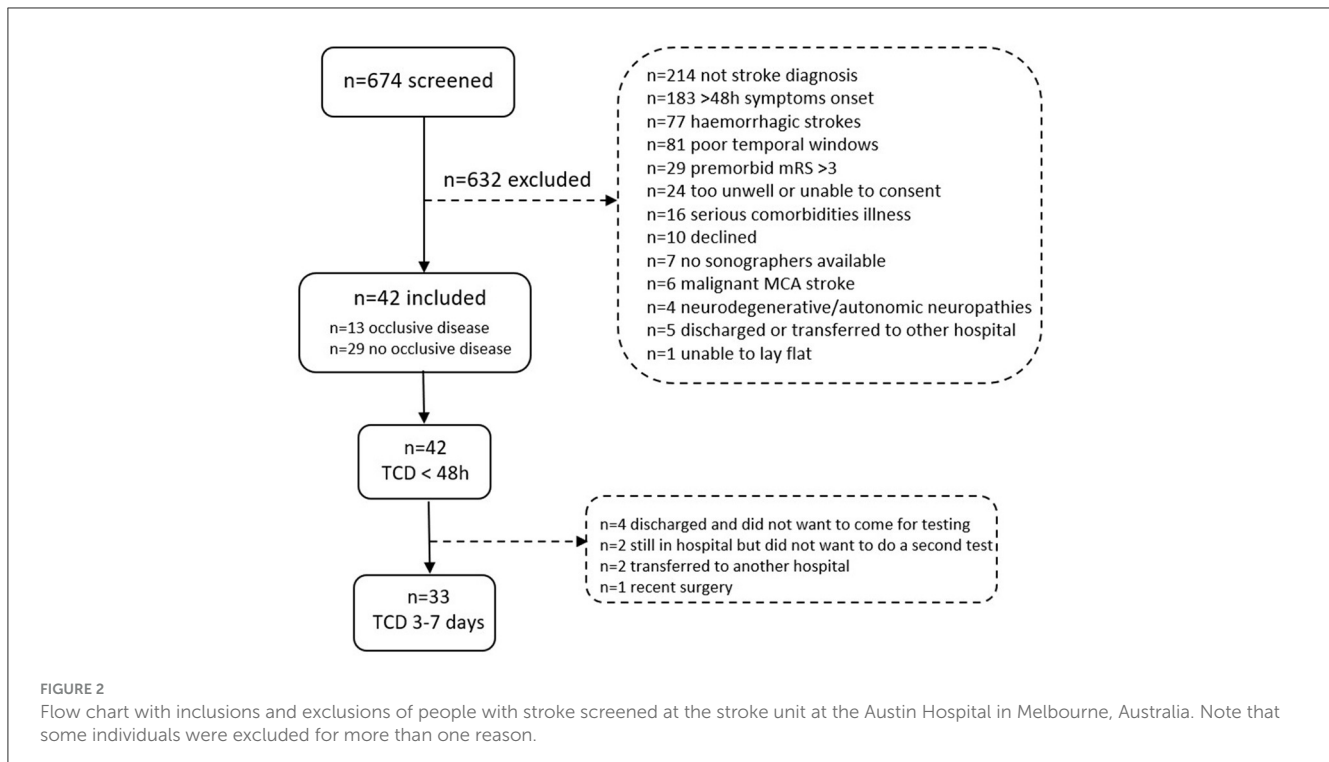 n=674 screened
n=632 excluded
n=214 not stroke diagnosis
n=183 >48h symptoms onset
n=77 haemorrhagic strokes
n=81 poor temporal windows
n=29 premorbid mRS >3
n=24 too unwell or unable to consent
n=16 serious comorbidities illness
n=10 declined
n=7 no sonographers available
n=6 malignant MCA stroke
n=4 neurodegenerative/autonomic neuropathies
n=5 discharged or transferred to other hospital
n=1 unable to lay flat
n=42 included
n=13 occlusive disease
n=29 no occlusive disease
n=42
TCD < 48h
n=4 discharged and did not want to come for testing
n=2 still in hospital but did not want to do a second test
n=2 transferred to another hospital
n=1 recent surgery
n=33
TCD 3-7 days
FIGURE 2
Flow chart with inclusions and exclusions of people with stroke screened at the stroke unit at the Austin Hospital in Melbourne, Australia. Note that
some individuals were excluded for more than one reason.